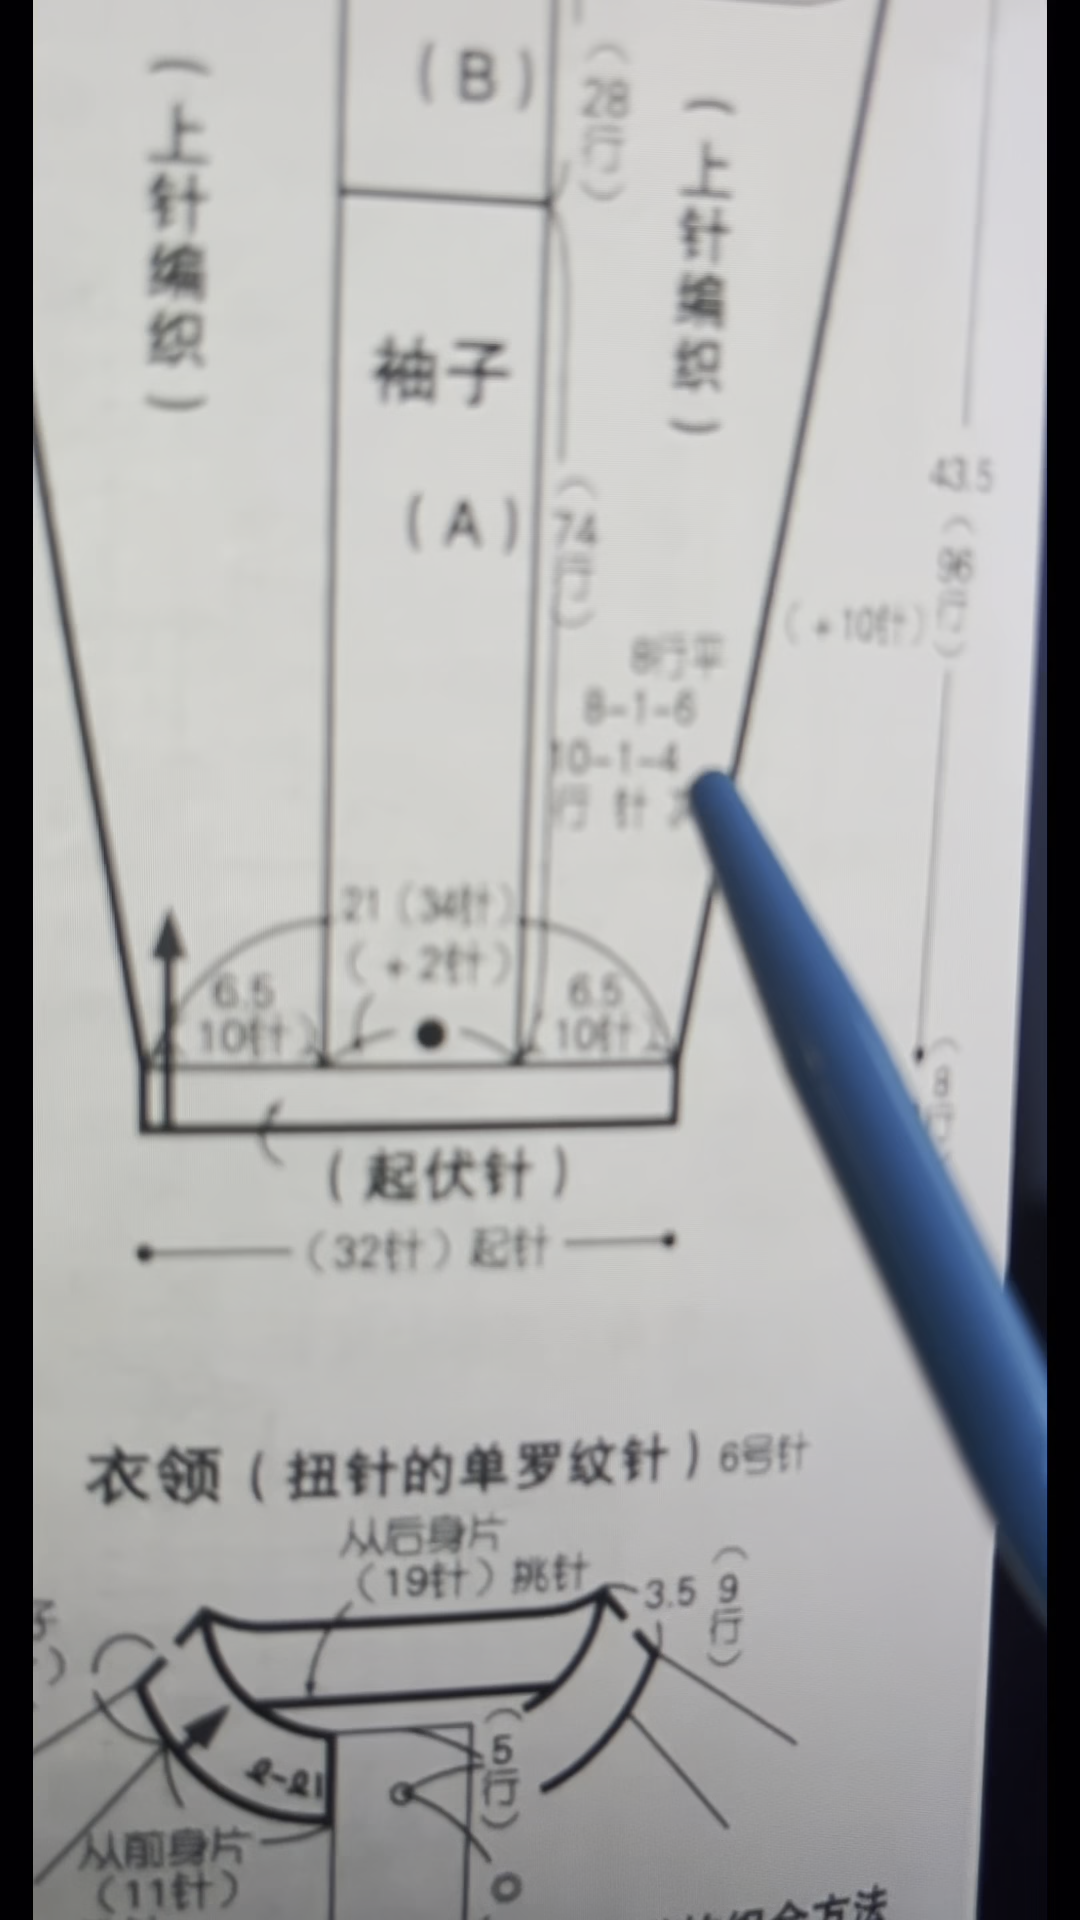 （B）
（28行）
（上针编织）
（上针编织）
袖子
（A）
（74行）
43.5
（96行）
（+10针）
8行平
8-1-6
10-1-4
行 针
21（34针）
（+2针）
6.5
10针
6.5
10针
（8行
（起伏针）
（32针）起针
衣领（扭针的单罗纹针）6号针
从后身片
（19针）挑针
3.5
（9行）
（5行）
从前身片
（11针）